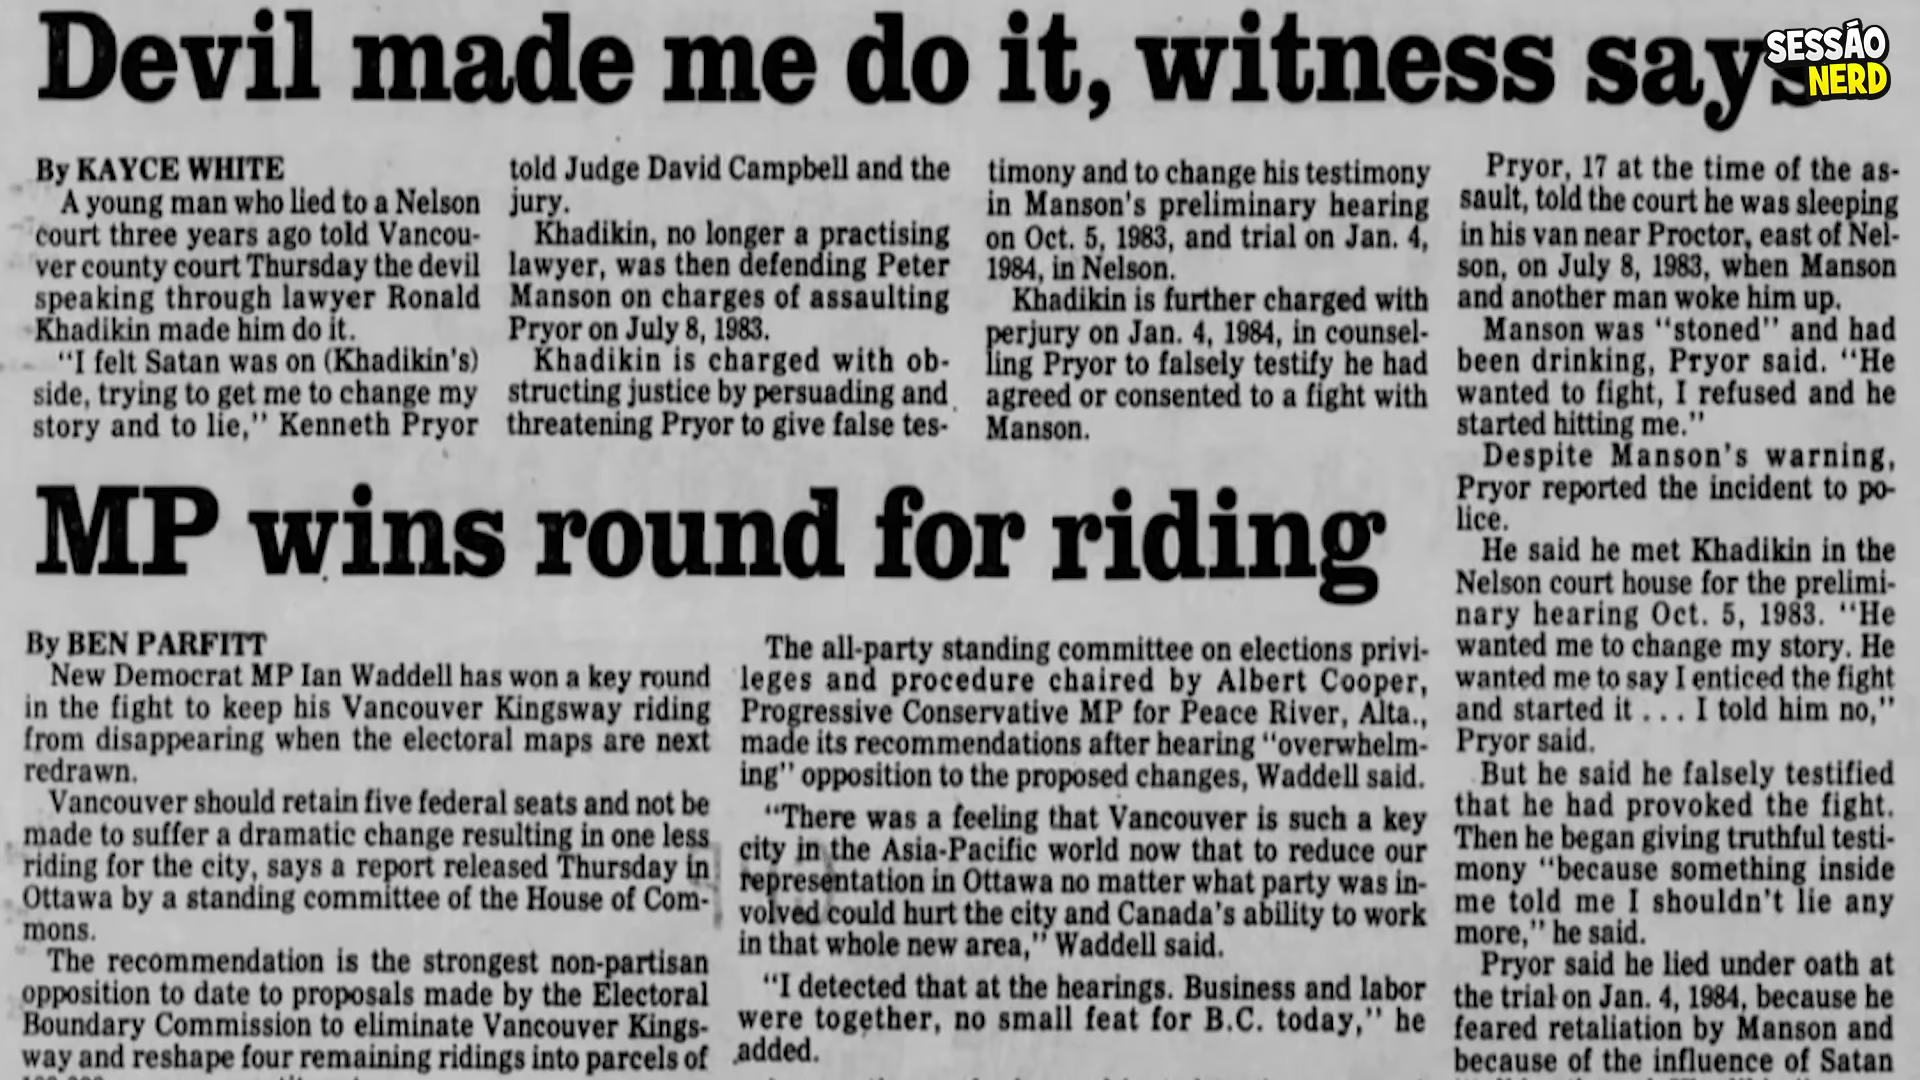 Devil made me do it, witness says
SESSÃO
NERD
By KAYCE WHITE
A young man who lied to a Nelson
court three years ago told Vancou-
ver county court Thursday the devil
speaking through lawyer Ronald
Khadikin made him do it.
“I felt Satan was on (Khadikin's)
side, trying to get me to change my
story and to lie,” Kenneth Pryor
told Judge David Campbell and the
jury.
Khadikin, no longer a practising
lawyer, was then defending Peter
Manson on charges of assaulting
Pryor on July 8, 1983.
Khadikin is charged with ob-
structing justice by persuading and
threatening Pryor to give false tes-
timony and to change his testimony
in Manson's preliminary hearing
on Oct. 5, 1983, and trial on Jan. 4,
1984, in Nelson.
Khadikin is further charged with
perjury on Jan. 4, 1984, in counsel-
ling Pryor to falsely testify he had
agreed or consented to a fight with
Manson.
Pryor, 17 at the time of the as-
sault, told the court he was sleeping
in his van near Proctor, east of Nel-
son, on July 8, 1983, when Manson
and another man woke him up.
Manson was “stoned” and had
been drinking, Pryor said. “He
wanted to fight, I refused and he
started hitting me.”
Despite Manson's warning,
Pryor reported the incident to po-
lice.
He said he met Khadikin in the
Nelson court house for the prelimi-
nary hearing Oct. 5, 1983. “He
wanted me to change my story. He
wanted me to say I enticed the fight
and started it . . . I told him no,”
Pryor said.
But he said he falsely testified
that he had provoked the fight.
Then he began giving truthful testi-
mony “because something inside
me told me I shouldn't lie any
more,” he said.
Pryor said he lied under oath at
the trial on Jan. 4, 1984, because he
feared retaliation by Manson and
because of the influence of Satan
MP wins round for riding
By BEN PARFITT
New Democrat MP Ian Waddell has won a key round
in the fight to keep his Vancouver Kingsway riding
from disappearing when the electoral maps are next
redrawn.
Vancouver should retain five federal seats and not be
made to suffer a dramatic change resulting in one less
riding for the city, says a report released Thursday in
Ottawa by a standing committee of the House of Com-
mons.
The recommendation is the strongest non-partisan
opposition to date to proposals made by the Electoral
Boundary Commission to eliminate Vancouver Kings-
way and reshape four remaining ridings into parcels of
The all-party standing committee on elections privi-
leges and procedure chaired by Albert Cooper,
Progressive Conservative MP for Peace River, Alta.,
made its recommendations after hearing “overwhelm-
ing” opposition to the proposed changes, Waddell said.
“There was a feeling that Vancouver is such a key
city in the Asia-Pacific world now that to reduce our
representation in Ottawa no matter what party was in-
volved could hurt the city and Canada's ability to work
in that whole new area,” Waddell said.
“I detected that at the hearings. Business and labor
were together, no small feat for B.C. today,” he
added.